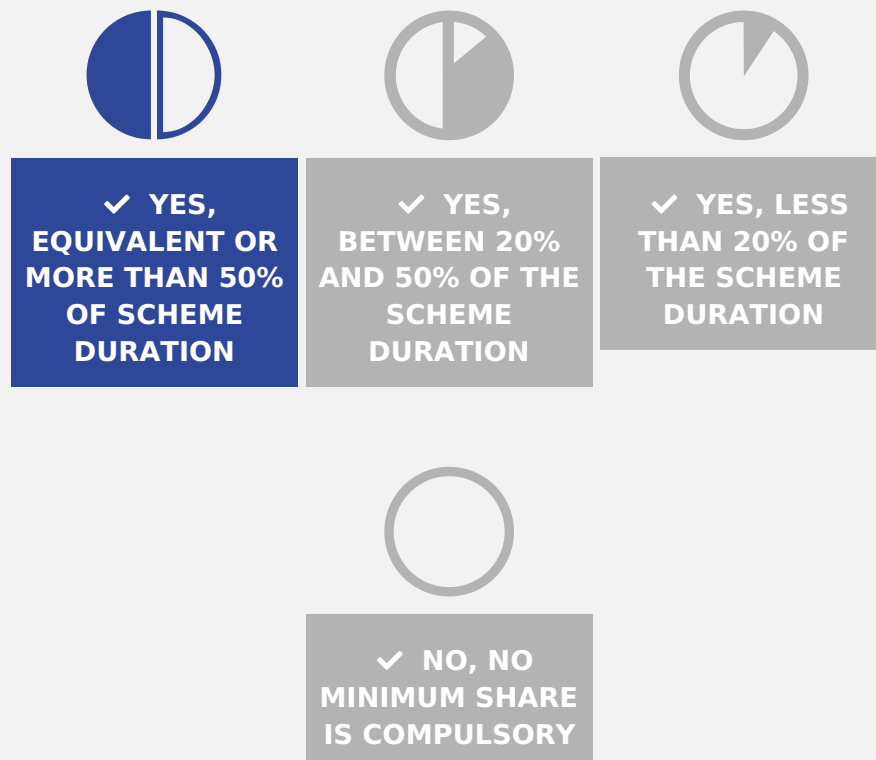 ✓ YES,
EQUIVALENT OR
MORE THAN 50%
OF SCHEME
DURATION
✓ YES,
BETWEEN 20%
AND 50% OF THE
SCHEME
DURATION
✓ YES, LESS
THAN 20% OF
THE SCHEME
DURATION
✓ NO, NO
MINIMUM SHARE
IS COMPULSORY